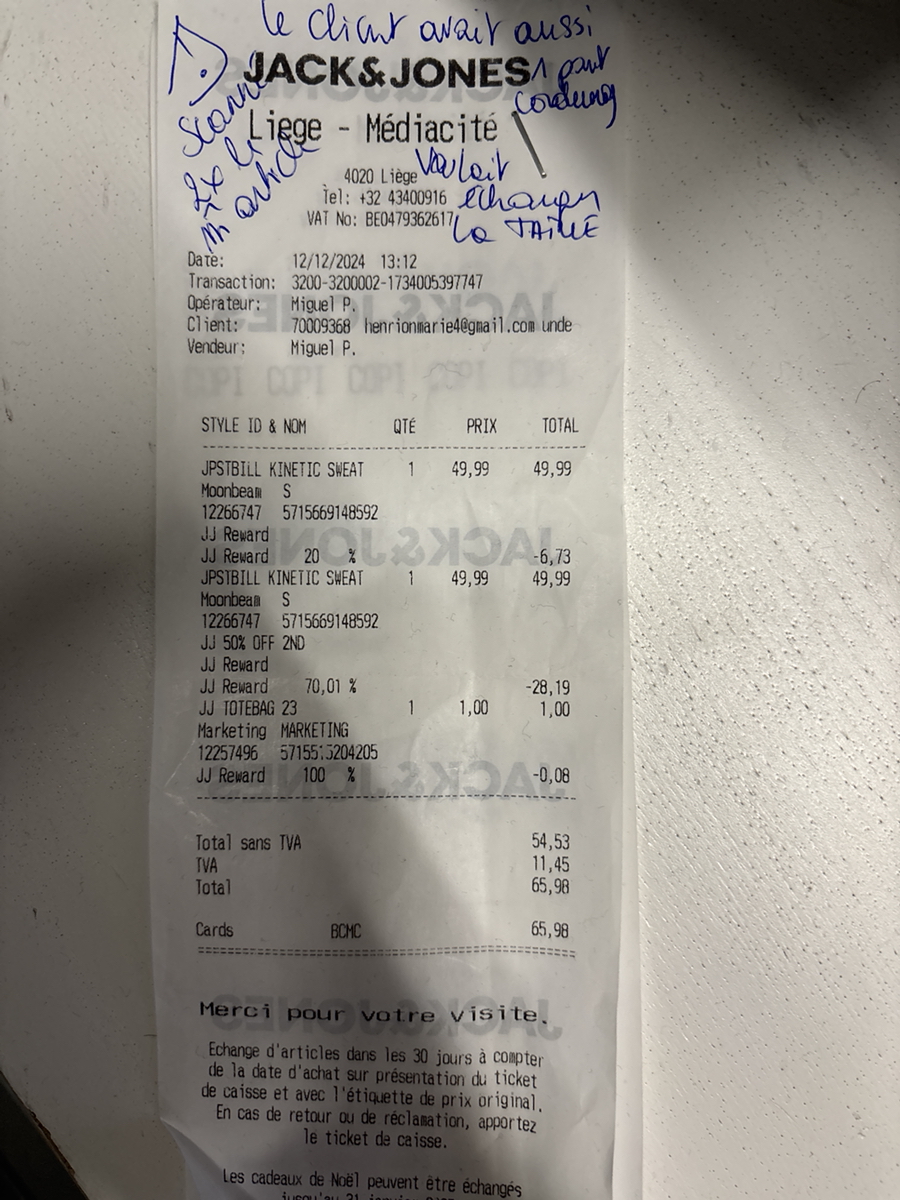 le client avait aussi
1 pant
corduroy
voulait
échanger
la TAILLE
Scanné
2x le
m article
JACK&JONES
Liege - Médiacité
4020 Liège
Tel: +32 43400916
VAT No: BE0479362617
Date: 12/12/2024 13:12
Transaction: 3200-3200002-1734005397747
Opérateur: Miguel P.
Client: 70009368 henrionmarie4@gmail.com unde
Vendeur: Miguel P.
STYLE ID & NOM QTÉ PRIX TOTAL
JPSTBILL KINETIC SWEAT 1 49,99 49,99
Moonbeam S
12266747 5715669148592
JJ Reward
JJ Reward 20 % -6,73
JPSTBILL KINETIC SWEAT 1 49,99 49,99
Moonbeam S
12266747 5715669148592
JJ 50% OFF 2ND
JJ Reward
JJ Reward 70,01 % -28,19
JJ TOTEBAG 23 1 1,00 1,00
Marketing MARKETING
12257496 5715515204205
JJ Reward 100 % -0,08
Total sans TVA 54,53
TVA 11,45
Total 65,98
Cards BCMC 65,98
Merci pour votre visite.
Echange d'articles dans les 30 jours à compter
de la date d'achat sur présentation du ticket
de caisse et avec l'étiquette de prix original.
En cas de retour ou de réclamation, apportez
le ticket de caisse.
Les cadeaux de Noël peuvent être échangés
jusqu'au 31